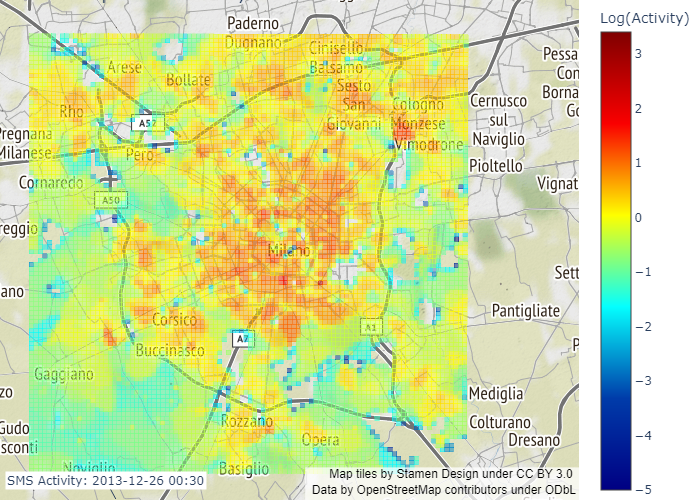 Paderno
Dugnano
Cinisello
Balsamo
Arese
Bollate
Sesto
San
Giovanni
Cologno
Monzese
Vimodrone
Rho
A52
Pero
Pregnana
Milanese
Cornaredo
A50
reggio
ano
Milano
Corsico
Buccinasco
A7
A1
Gaggiano
zo
Gudo
sconti
Rozzano
Opera
Noviglio
Basiglio
Pessa
Con
Borna
Go
Cernusco
sul
Naviglio
Pioltello
Vignat
Sett
Pantigliate
P
Mediglia
Colturano
Dresano
SMS Activity: 2013-12-26 00:30
Map tiles by Stamen Design under CC BY 3.0
Data by OpenStreetMap contributors under ODbL
Log(Activity)
3
2
1
0
−1
−2
−3
−4
−5